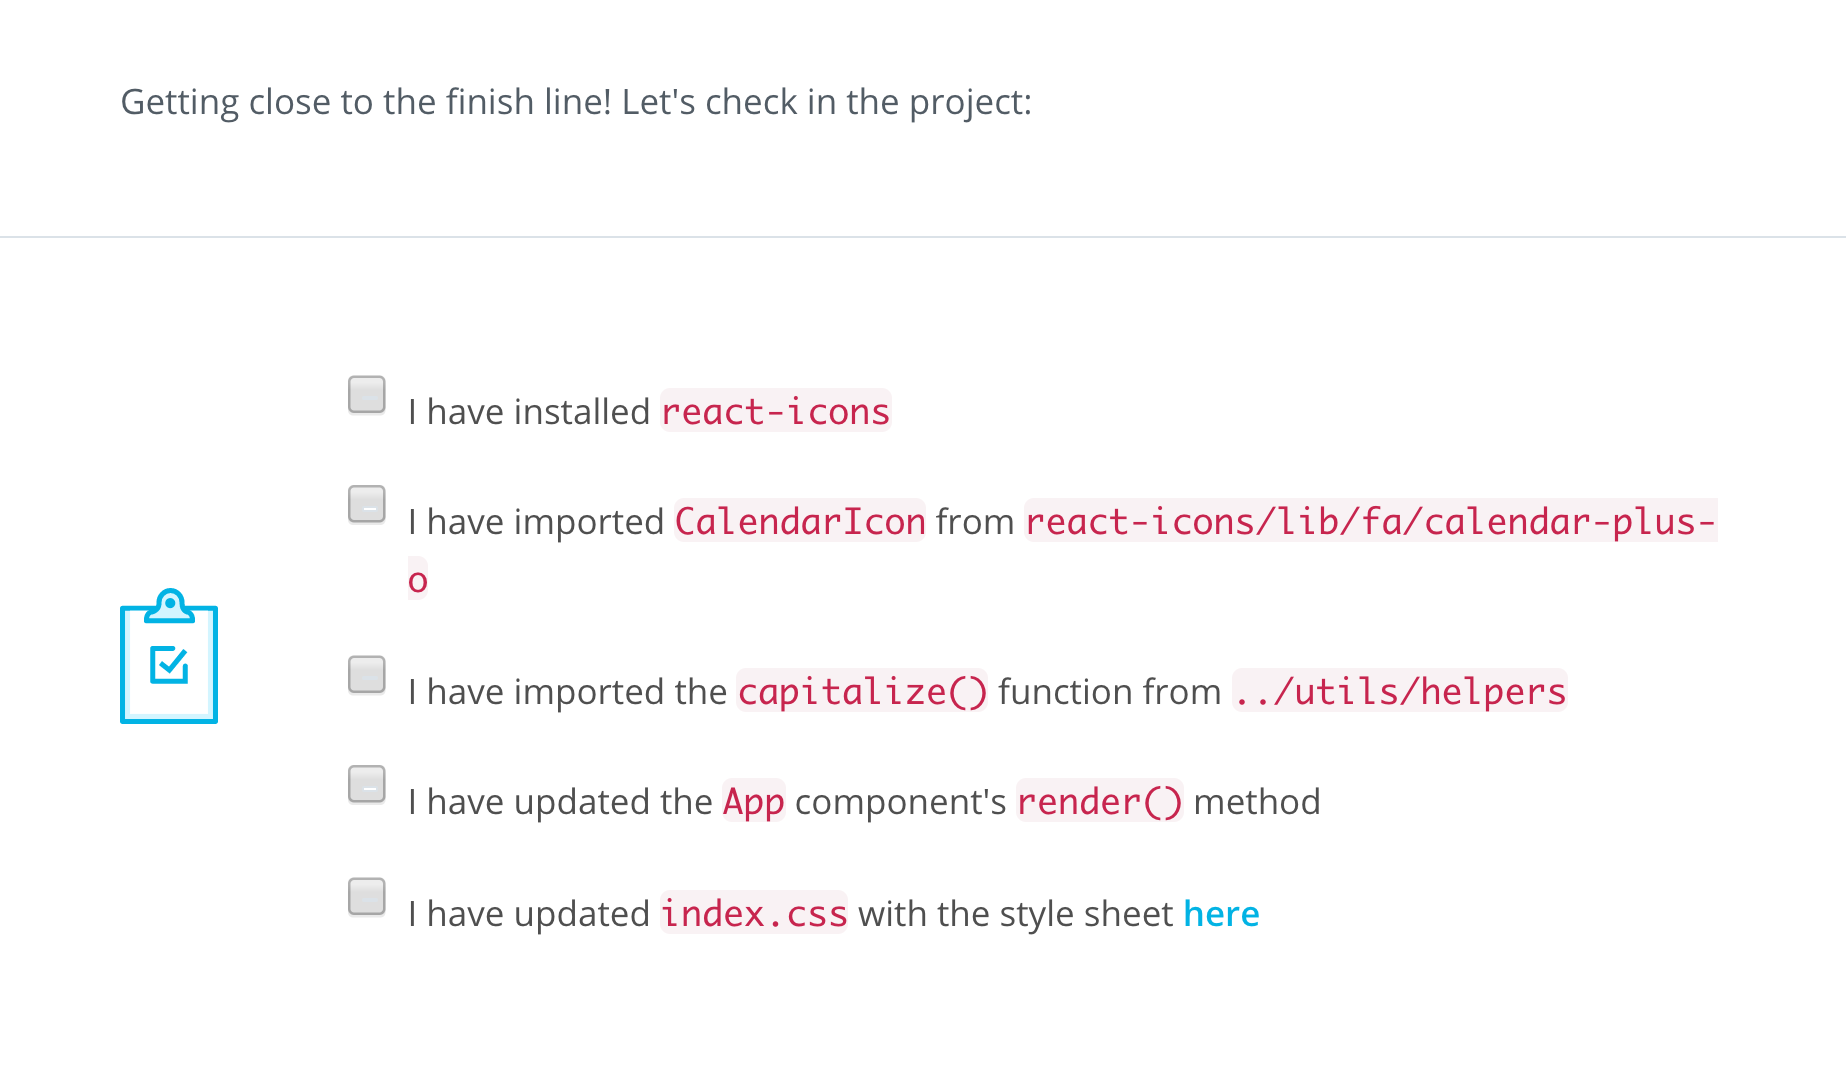 Getting close to the finish line! Let's check in the project:
I have installed react-icons
I have imported CalendarIcon from react-icons/lib/fa/calendar-plus-
o
I have imported the capitalize() function from ../utils/helpers
I have updated the App component's render() method
I have updated index.css with the style sheet here